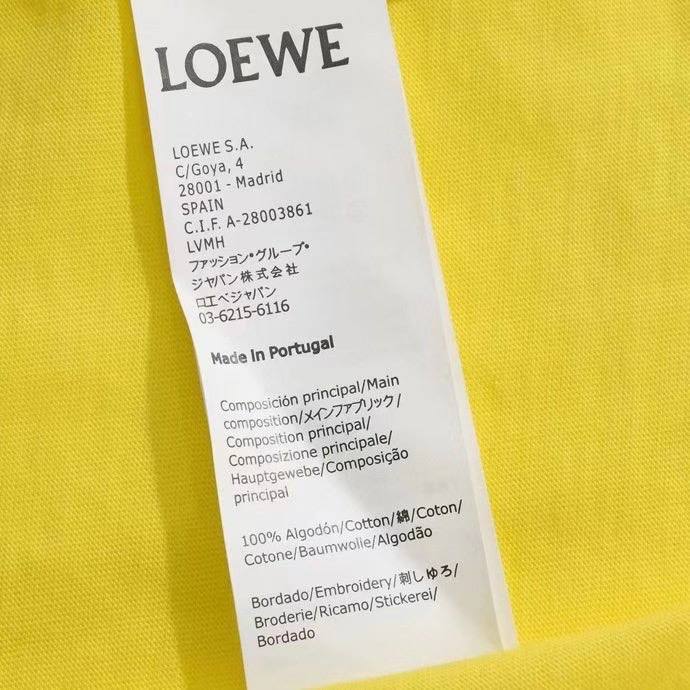 LOEWE
LOEWE S.A.
C/Goya, 4
28001 - Madrid
SPAIN
C.I.F. A-28003861
LVMH
ファッション・グループ・
ジャパン株式会社
ロエベジャパン
03-6215-6116
Made In Portugal
Composición principal/Main
composition/メインファブリック/
Composition principal/
Composizione principale/
Hauptgewebe/Composição
principal
100% Algodón/Cotton/綿/Coton/
Cotone/Baumwolle/Algodão
Bordado/Embroidery/刺しゆろ/
Broderie/Ricamo/Stickerei/
Bordado